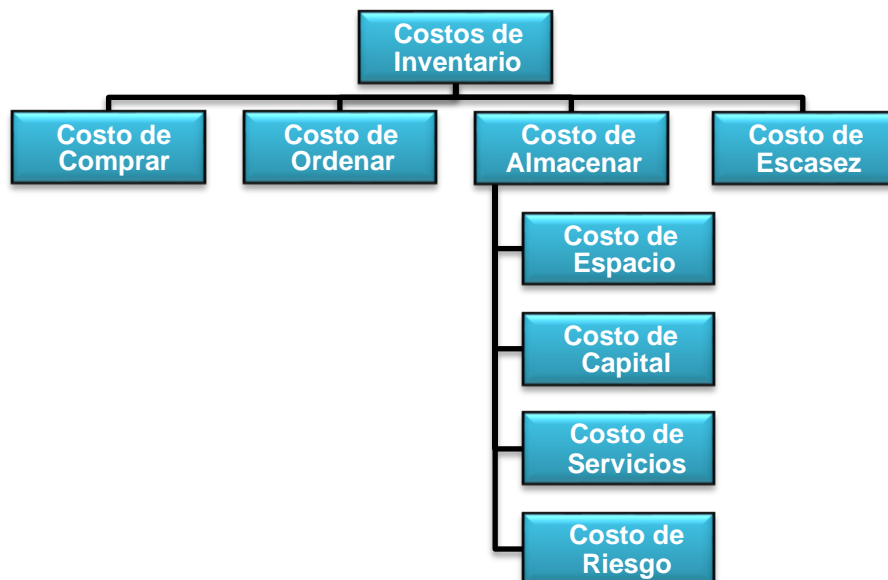 Costos de
Inventario
Costo de
Comprar
Costo de
Ordenar
Costo de
Almacenar
Costo de
Escasez
Costo de
Espacio
Costo de
Capital
Costo de
Servicios
Costo de
Riesgo